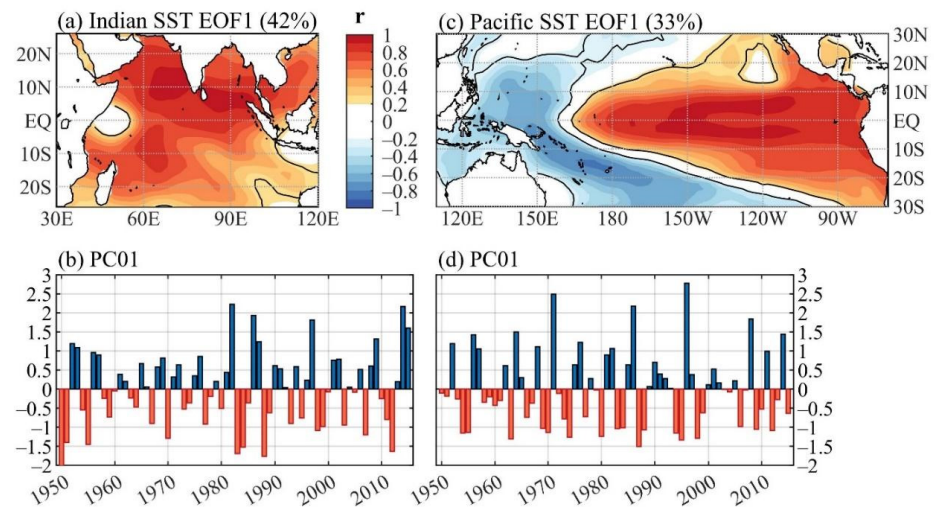 (a) Indian SST EOF1 (42%)
r
(c) Pacific SST EOF1 (33%)
20N
10N
EQ
10S
20S
30E
60E
90E
120E
1
0.8
0.6
0.4
0.2
0
−0.2
−0.4
−0.6
−0.8
−1
30N
20N
10N
EQ
10S
20S
30S
120E
150E
180
150W
120W
90W
(b) PC01
3
2.5
2
1.5
1
0.5
0
−0.5
−1
−1.5
−2
1950
1960
1970
1980
1990
2000
2010
(d) PC01
3
2.5
2
1.5
1
0.5
0
−0.5
−1
−1.5
−2
1950
1960
1970
1980
1990
2000
2010